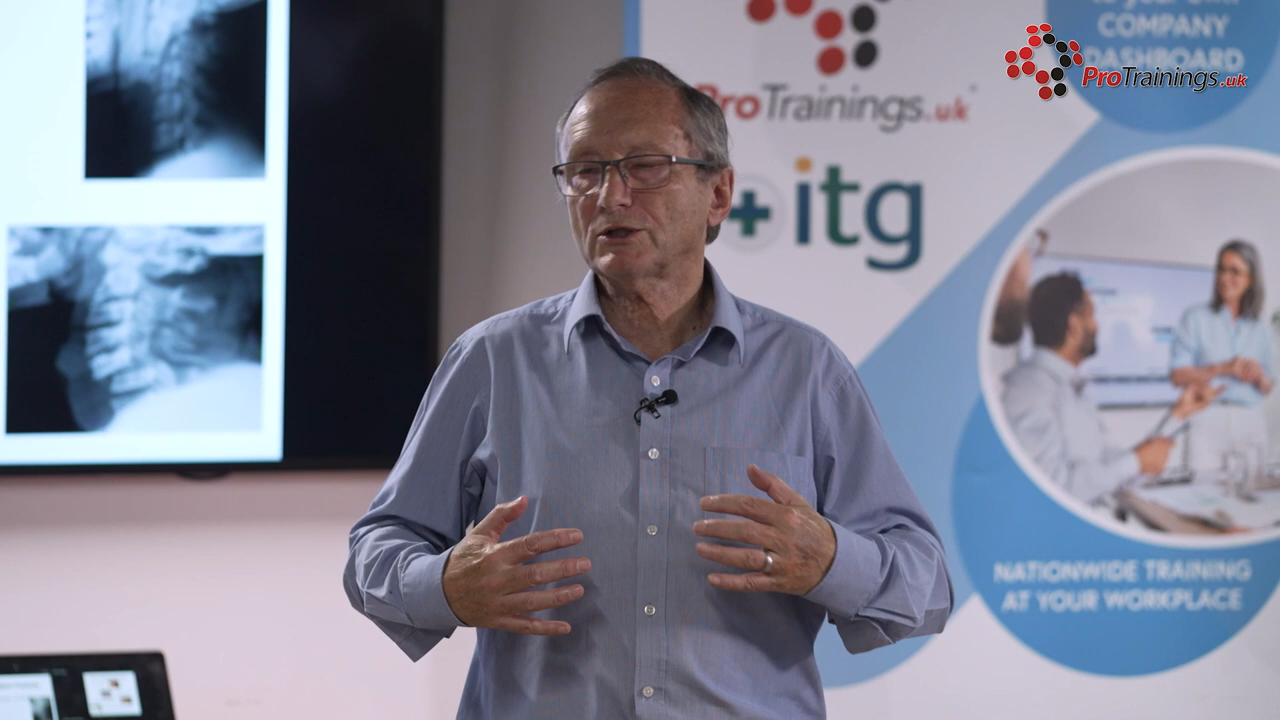 COMPANY
DASHBOARD
ProTrainings.uk
ProTrainings.uk
itg
NATIONWIDE TRAINING
AT YOUR WORKPLACE